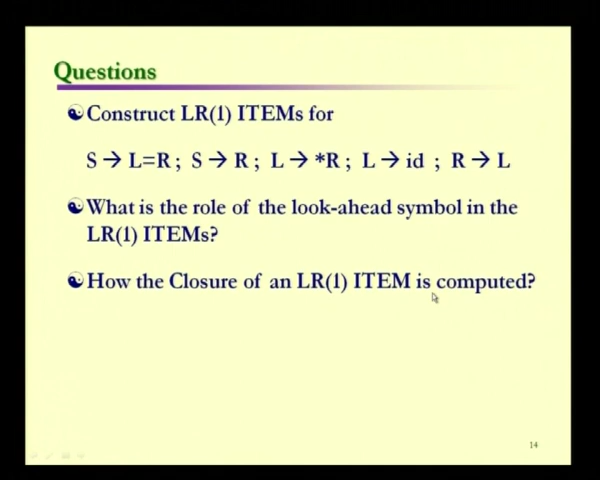 Questions
Construct LR(1) ITEMs for
S → L=R ; S → R ; L → *R ; L → id ; R → L
What is the role of the look-ahead symbol in the
LR(1) ITEMs?
How the Closure of an LR(1) ITEM is computed?
14